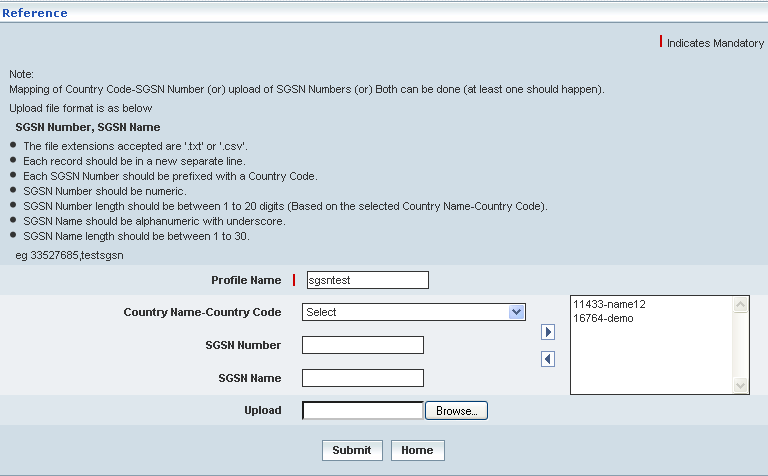 Reference
Indicates Mandatory
Note:
Mapping of Country Code-SGSN Number (or) upload of SGSN Numbers (or) Both can be done (at least one should happen).
Upload file format is as below
SGSN Number, SGSN Name
The file extensions accepted are '.txt' or '.csv'.
Each record should be in a new separate line.
Each SGSN Number should be prefixed with a Country Code.
SGSN Number should be numeric.
SGSN Number length should be between 1 to 20 digits (Based on the selected Country Name-Country Code).
SGSN Name should be alphanumeric with underscore.
SGSN Name length should be between 1 to 30.
eg 33527685,testsgsn
Profile Name sgsntest
Country Name-Country Code Select
11433-name12
16764-demo
SGSN Number
SGSN Name
Upload Browse...
Submit Home